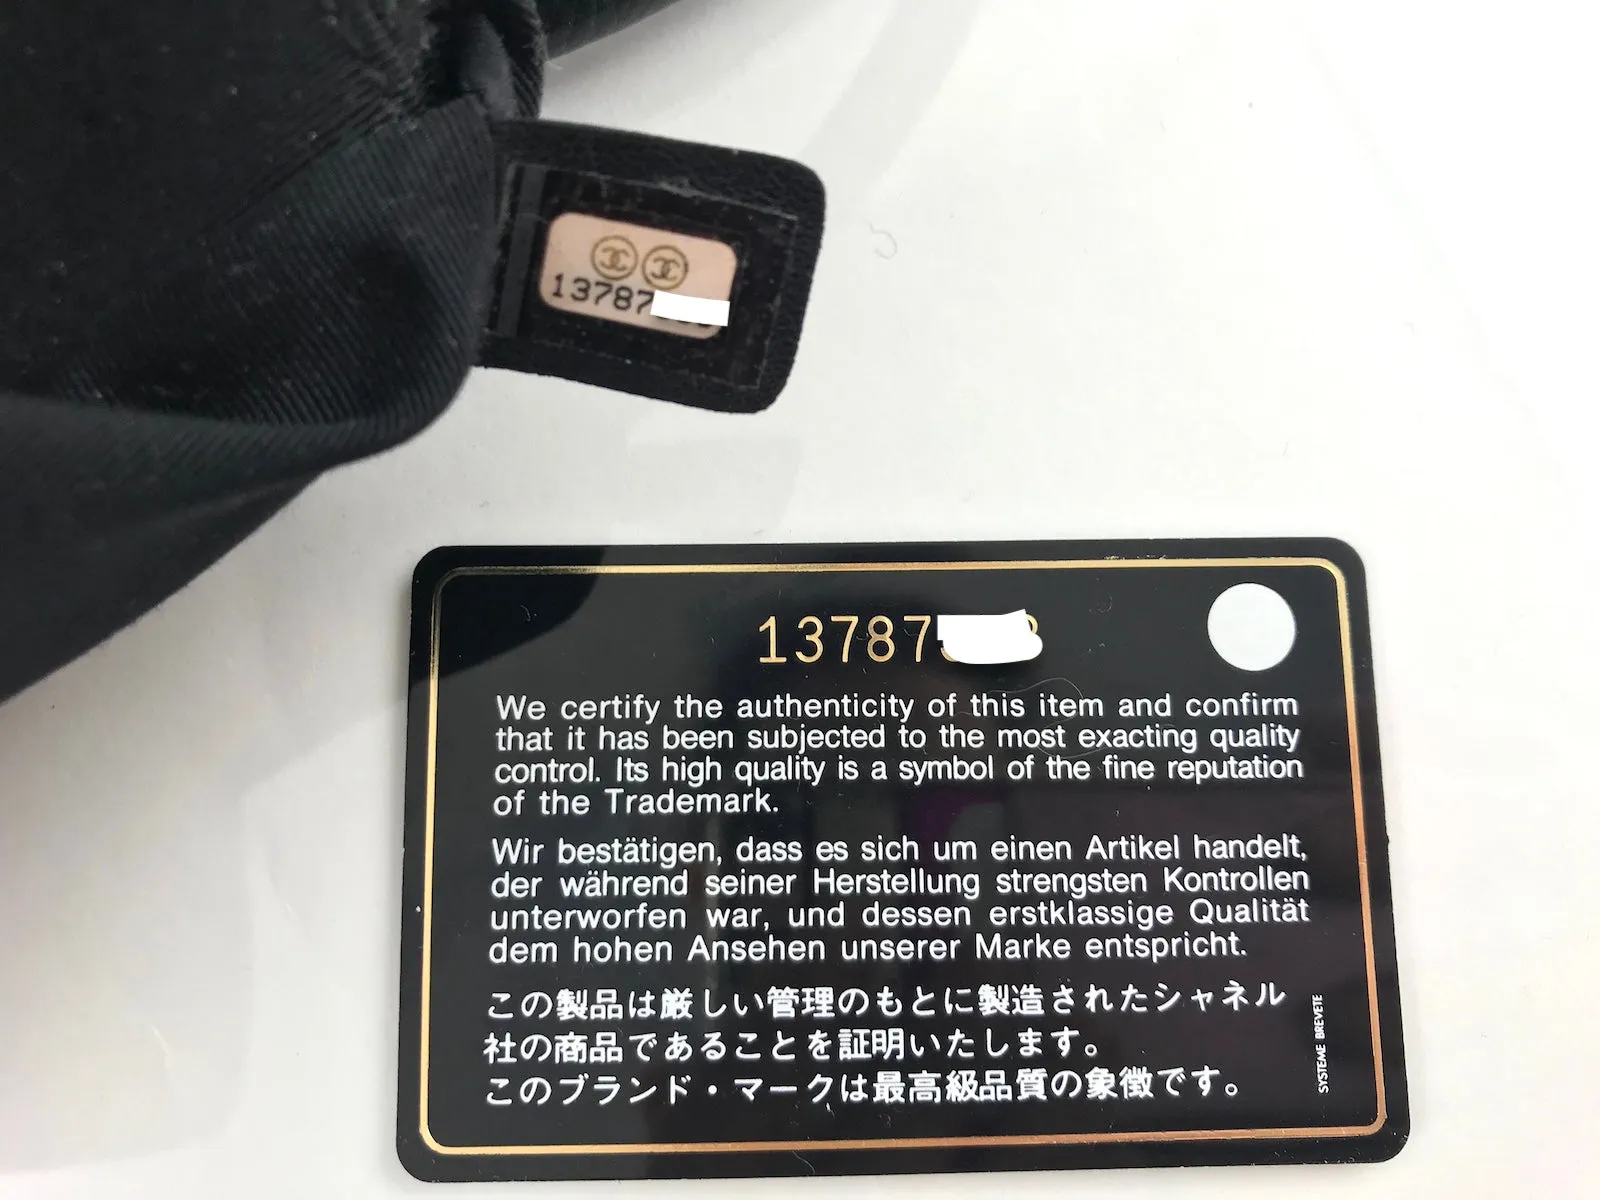 13787
13787
We certify the authenticity of this item and confirm
that it has been subjected to the most exacting quality
control. Its high quality is a symbol of the fine reputation
of the Trademark.
Wir bestätigen, dass es sich um einen Artikel handelt,
der während seiner Herstellung strengsten Kontrollen
unterworfen war, und dessen erstklassige Qualität
dem hohen Ansehen unserer Marke entspricht.
この製品は厳しい管理のもとに製造されたシャネル
社の商品であることを証明いたします。
このブランド・マークは最高級品質の象徴です。
SYSTEME BREVETE